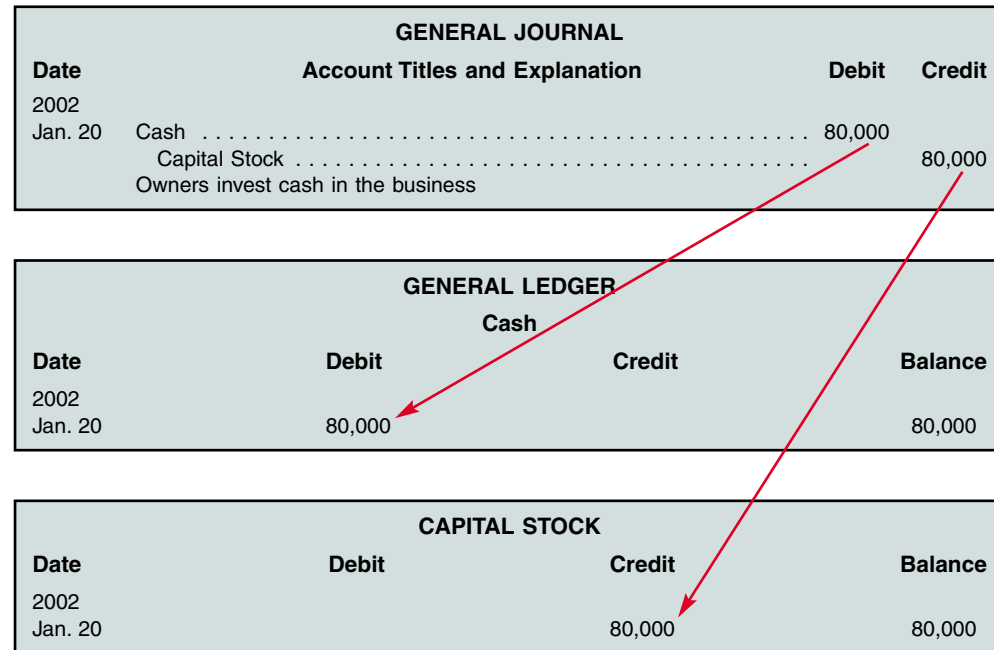 GENERAL JOURNAL
Date Account Titles and Explanation Debit Credit
2002
Jan. 20 Cash . . . . . . . . . . . . . . . . . . . . . . . . . . . . . . . . . . . . . . . . . . . . . . 80,000
Capital Stock . . . . . . . . . . . . . . . . . . . . . . . . . . . . . . . . . . . . . . . 80,000
Owners invest cash in the business
GENERAL LEDGER
Cash
Date Debit Credit Balance
2002
Jan. 20 80,000 80,000
CAPITAL STOCK
Date Debit Credit Balance
2002
Jan. 20 80,000 80,000